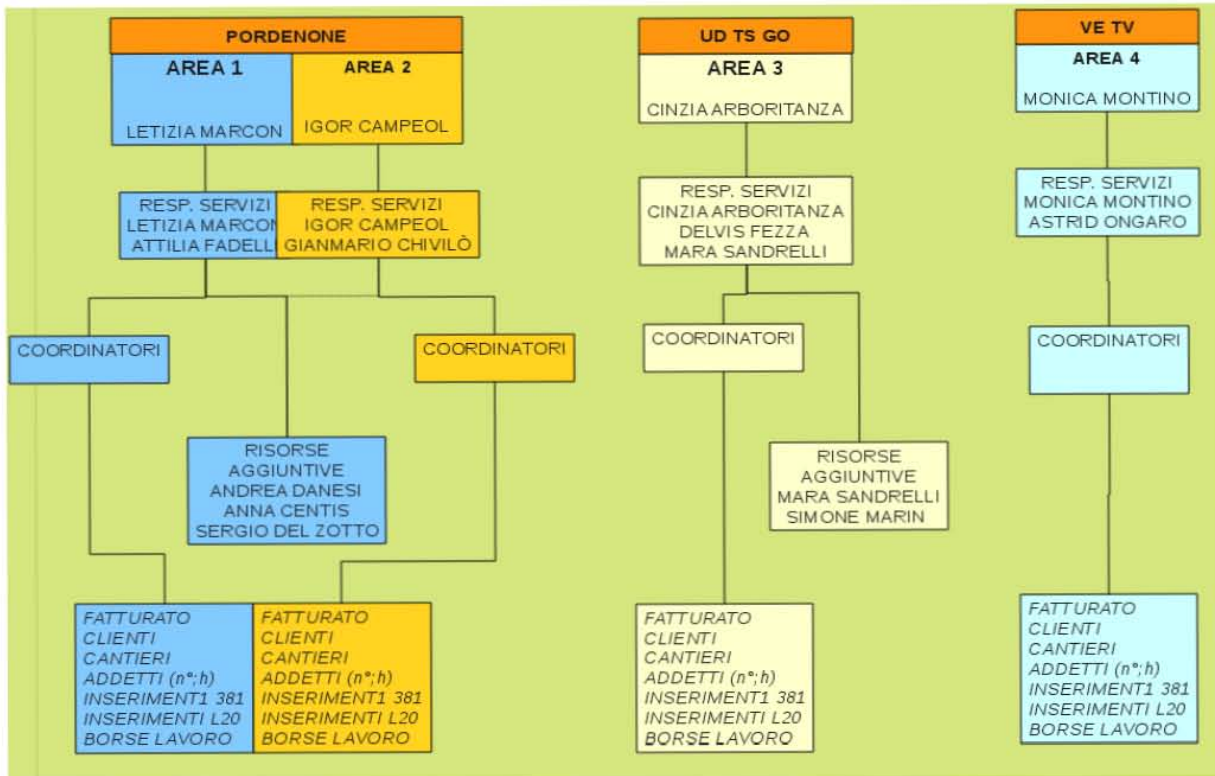 PORDENONE
AREA 1
LETIZIA MARCON
AREA 2
IGOR CAMPEOL
RESP. SERVIZI
LETIZIA MARCON
ATTILIA FADELLI
RESP. SERVIZI
IGOR CAMPEOL
GIANMARIO CHIVILÒ
COORDINATORI
COORDINATORI
RISORSE
AGGIUNTIVE
ANDREA DANESI
ANNA CENTIS
SERGIO DEL ZOTTO
FATTURATO
CLIENTI
CANTIERI
ADDETTI (n°;h)
INSERIMENT1 381
INSERIMENTI L20
BORSE LAVORO
FATTURATO
CLIENTI
CANTIERI
ADDETTI (n°;h)
INSERIMENT1 381
INSERIMENTI L20
BORSE LAVORO
UD TS GO
AREA 3
CINZIA ARBORITANZA
RESP. SERVIZI
CINZIA ARBORITANZA
DELVIS FEZZA
MARA SANDRELLI
COORDINATORI
RISORSE
AGGIUNTIVE
MARA SANDRELLI
SIMONE MARIN
FATTURATO
CLIENTI
CANTIERI
ADDETTI (n°;h)
INSERIMENT1 381
INSERIMENTI L20
BORSE LAVORO
VE TV
AREA 4
MONICA MONTINO
RESP. SERVIZI
MONICA MONTINO
ASTRID ONGARO
COORDINATORI
FATTURATO
CLIENTI
CANTIERI
ADDETTI (n°;h)
INSERIMENT1 381
INSERIMENTI L20
BORSE LAVORO